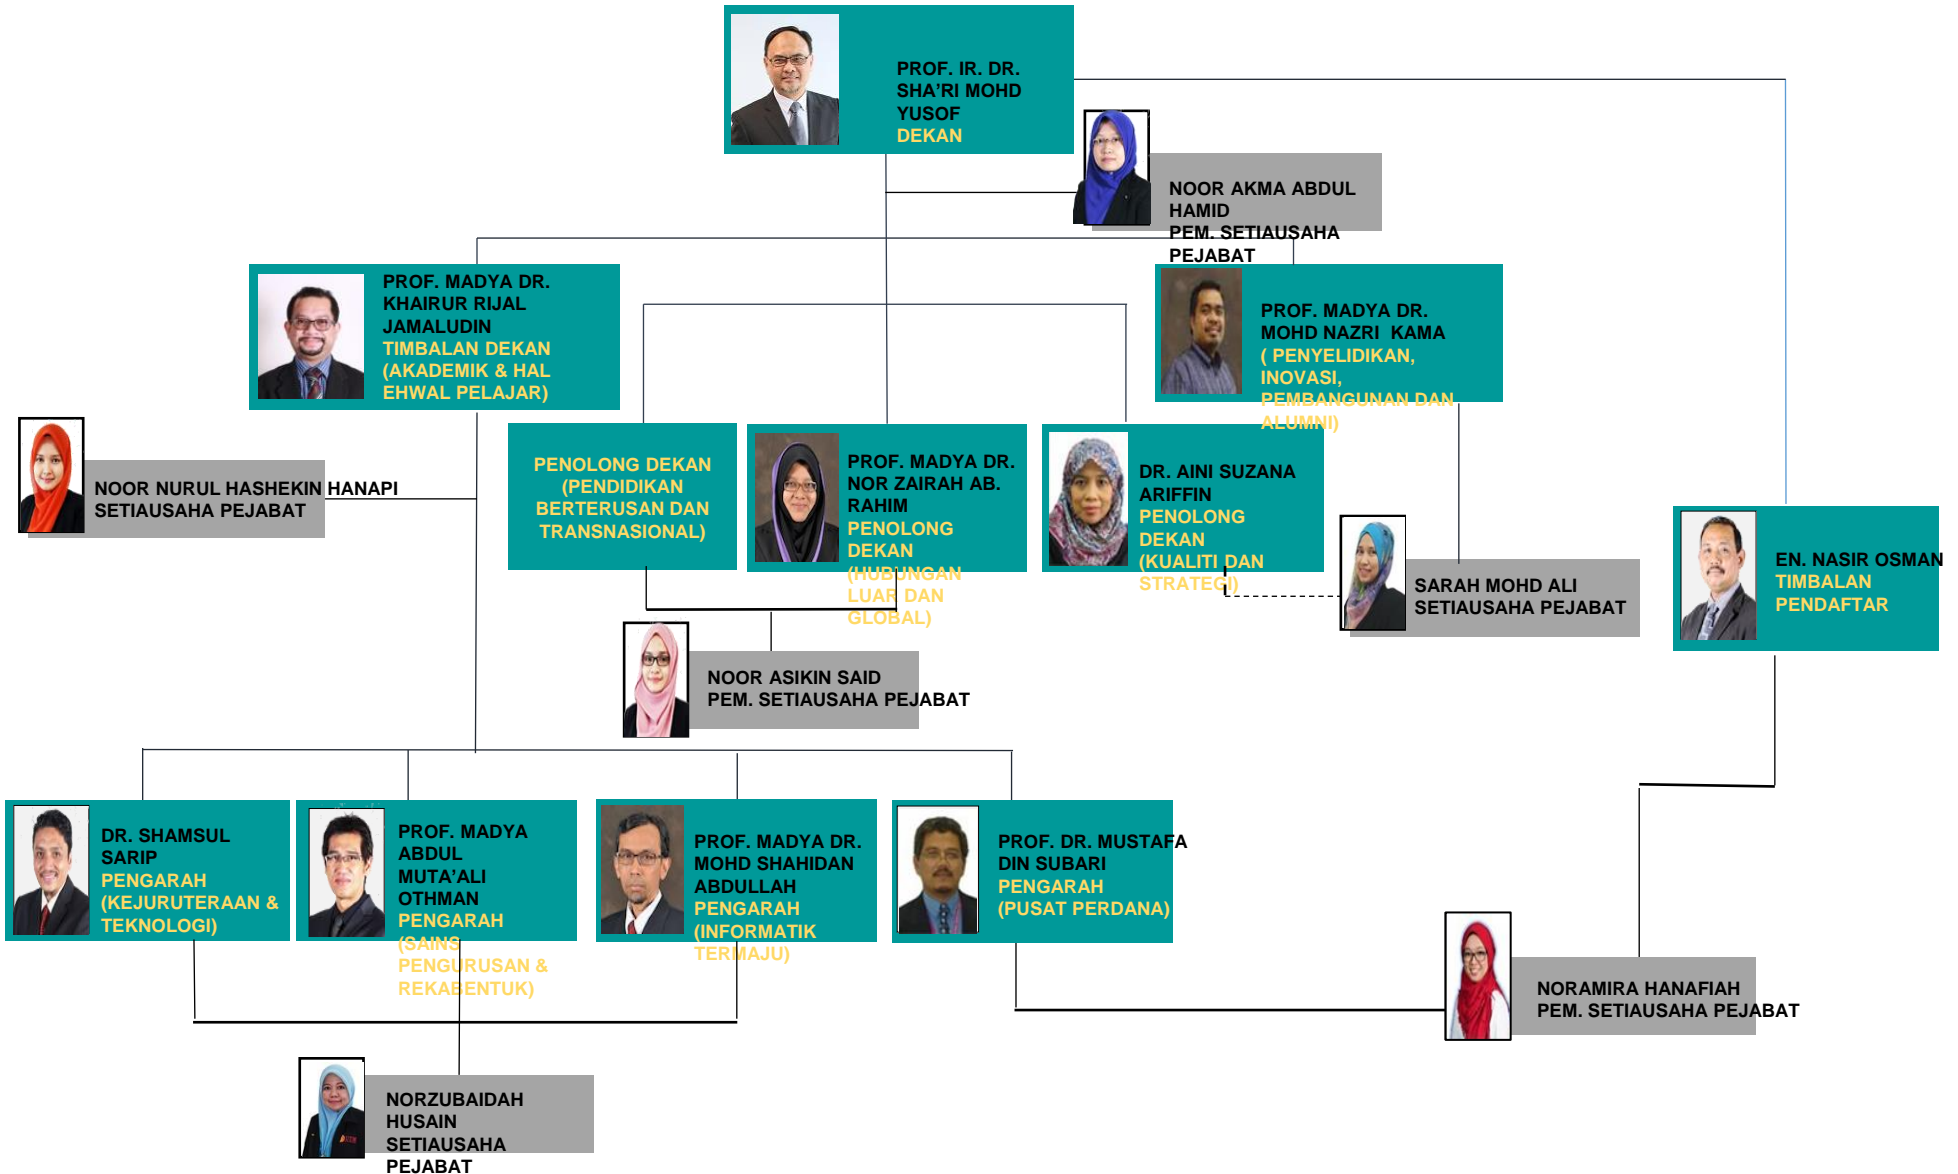 PROF. IR. DR.
SHA’RI MOHD
YUSOF
DEKAN
NOOR AKMA ABDUL
HAMID
PEM. SETIAUSAHA
PEJABAT
PROF. MADYA DR.
KHAIRUR RIJAL
JAMALUDIN
TIMBALAN DEKAN
(AKADEMIK & HAL
EHWAL PELAJAR)
PROF. MADYA DR.
MOHD NAZRI  KAMA
( PENYELIDIKAN,
INOVASI,
PEMBANGUNAN DAN
ALUMNI)
NOOR NURUL HASHEKIN HANAPI
SETIAUSAHA PEJABAT
PENOLONG DEKAN
(PENDIDIKAN
BERTERUSAN DAN
TRANSNASIONAL)
PROF. MADYA DR.
NOR ZAIRAH AB.
RAHIM
PENOLONG
DEKAN
(HUBUNGAN
LUAR DAN
GLOBAL)
DR. AINI SUZANA
ARIFFIN
PENOLONG
DEKAN
(KUALITI DAN
STRATEGI)
SARAH MOHD ALI
SETIAUSAHA PEJABAT
EN. NASIR OSMAN
TIMBALAN
PENDAFTAR
NOOR ASIKIN SAID
PEM. SETIAUSAHA PEJABAT
DR. SHAMSUL
SARIP
PENGARAH
(KEJURUTERAAN &
TEKNOLOGI)
PROF. MADYA
ABDUL
MUTA’ALI
OTHMAN
PENGARAH
(SAINS
PENGURUSAN &
REKABENTUK)
PROF. MADYA DR.
MOHD SHAHIDAN
ABDULLAH
PENGARAH
(INFORMATIK
TERMAJU)
PROF. DR. MUSTAFA
DIN SUBARI
PENGARAH
(PUSAT PERDANA)
NORAMIRA HANAFIAH
PEM. SETIAUSAHA PEJABAT
NORZUBAIDAH
HUSAIN
SETIAUSAHA
PEJABAT